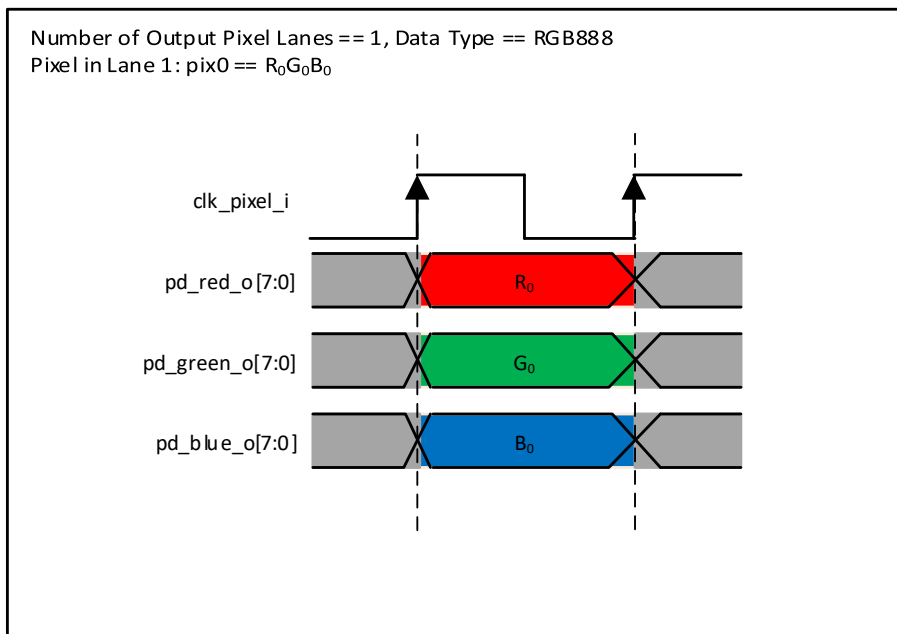 Number of Output Pixel Lanes == 1, Data Type == RGB888
Pixel in Lane 1: pix0 == R₀G₀B₀
clk_pixel_i
pd_red_o[7:0]
R₀
pd_green_o[7:0]
G₀
pd_blue_o[7:0]
B₀